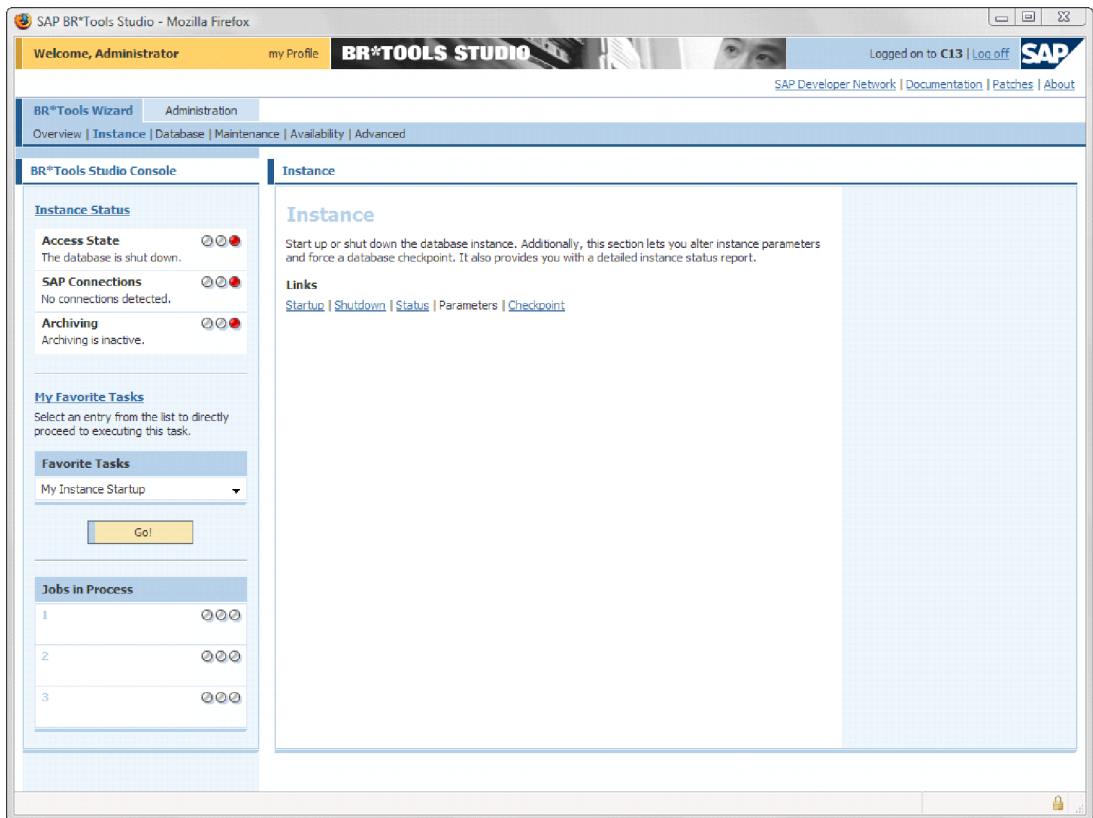 SAP BR*Tools Studio - Mozilla Firefox
Welcome, Administrator
my Profile
BR*TOOLS STUDIO
Logged on to C13 | Log off
SAP
SAP Developer Network | Documentation | Patches | About
BR*Tools Wizard
Administration
Overview | Instance | Database | Maintenance | Availability | Advanced
BR*Tools Studio Console
Instance Status
Access State
The database is shut down.
SAP Connections
No connections detected.
Archiving
Archiving is inactive.
My Favorite Tasks
Select an entry from the list to directly
proceed to executing this task.
Favorite Tasks
My Instance Startup
Go!
Jobs in Process
1
2
3
Instance
Instance
Start up or shut down the database instance. Additionally, this section lets you alter instance parameters
and force a database checkpoint. It also provides you with a detailed instance status report.
Links
Startup | Shutdown | Status | Parameters | Checkpoint